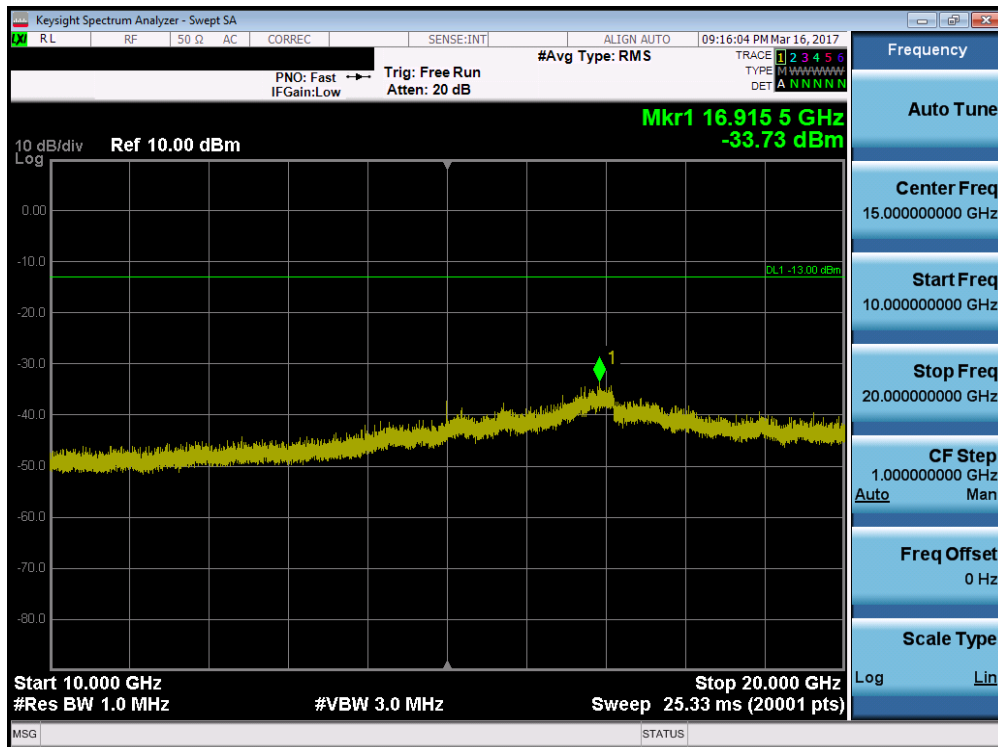 Keysight Spectrum Analyzer - Swept SA
LXI RL RF 50 Ω AC CORREC SENSE:INT ALIGN AUTO 09:16:04 PM Mar 16, 2017
#Avg Type: RMS
TRACE 1 2 3 4 5 6
TYPE M WWWWW
DET A N N N N N
PNO: Fast Trig: Free Run
IFGain:Low Atten: 20 dB
Mkr1 16.915 5 GHz
-33.73 dBm
10 dB/div Ref 10.00 dBm
Log
0.00
-10.0
DL1 -13.00 dBm
-20.0
-30.0
1
-40.0
-50.0
-60.0
-70.0
-80.0
Start 10.000 GHz Stop 20.000 GHz
#Res BW 1.0 MHz #VBW 3.0 MHz Sweep 25.33 ms (20001 pts)
MSG STATUS
Frequency
Auto Tune
Center Freq
15.000000000 GHz
Start Freq
10.000000000 GHz
Stop Freq
20.000000000 GHz
CF Step
1.000000000 GHz
Auto Man
Freq Offset
0 Hz
Scale Type
Log Lin